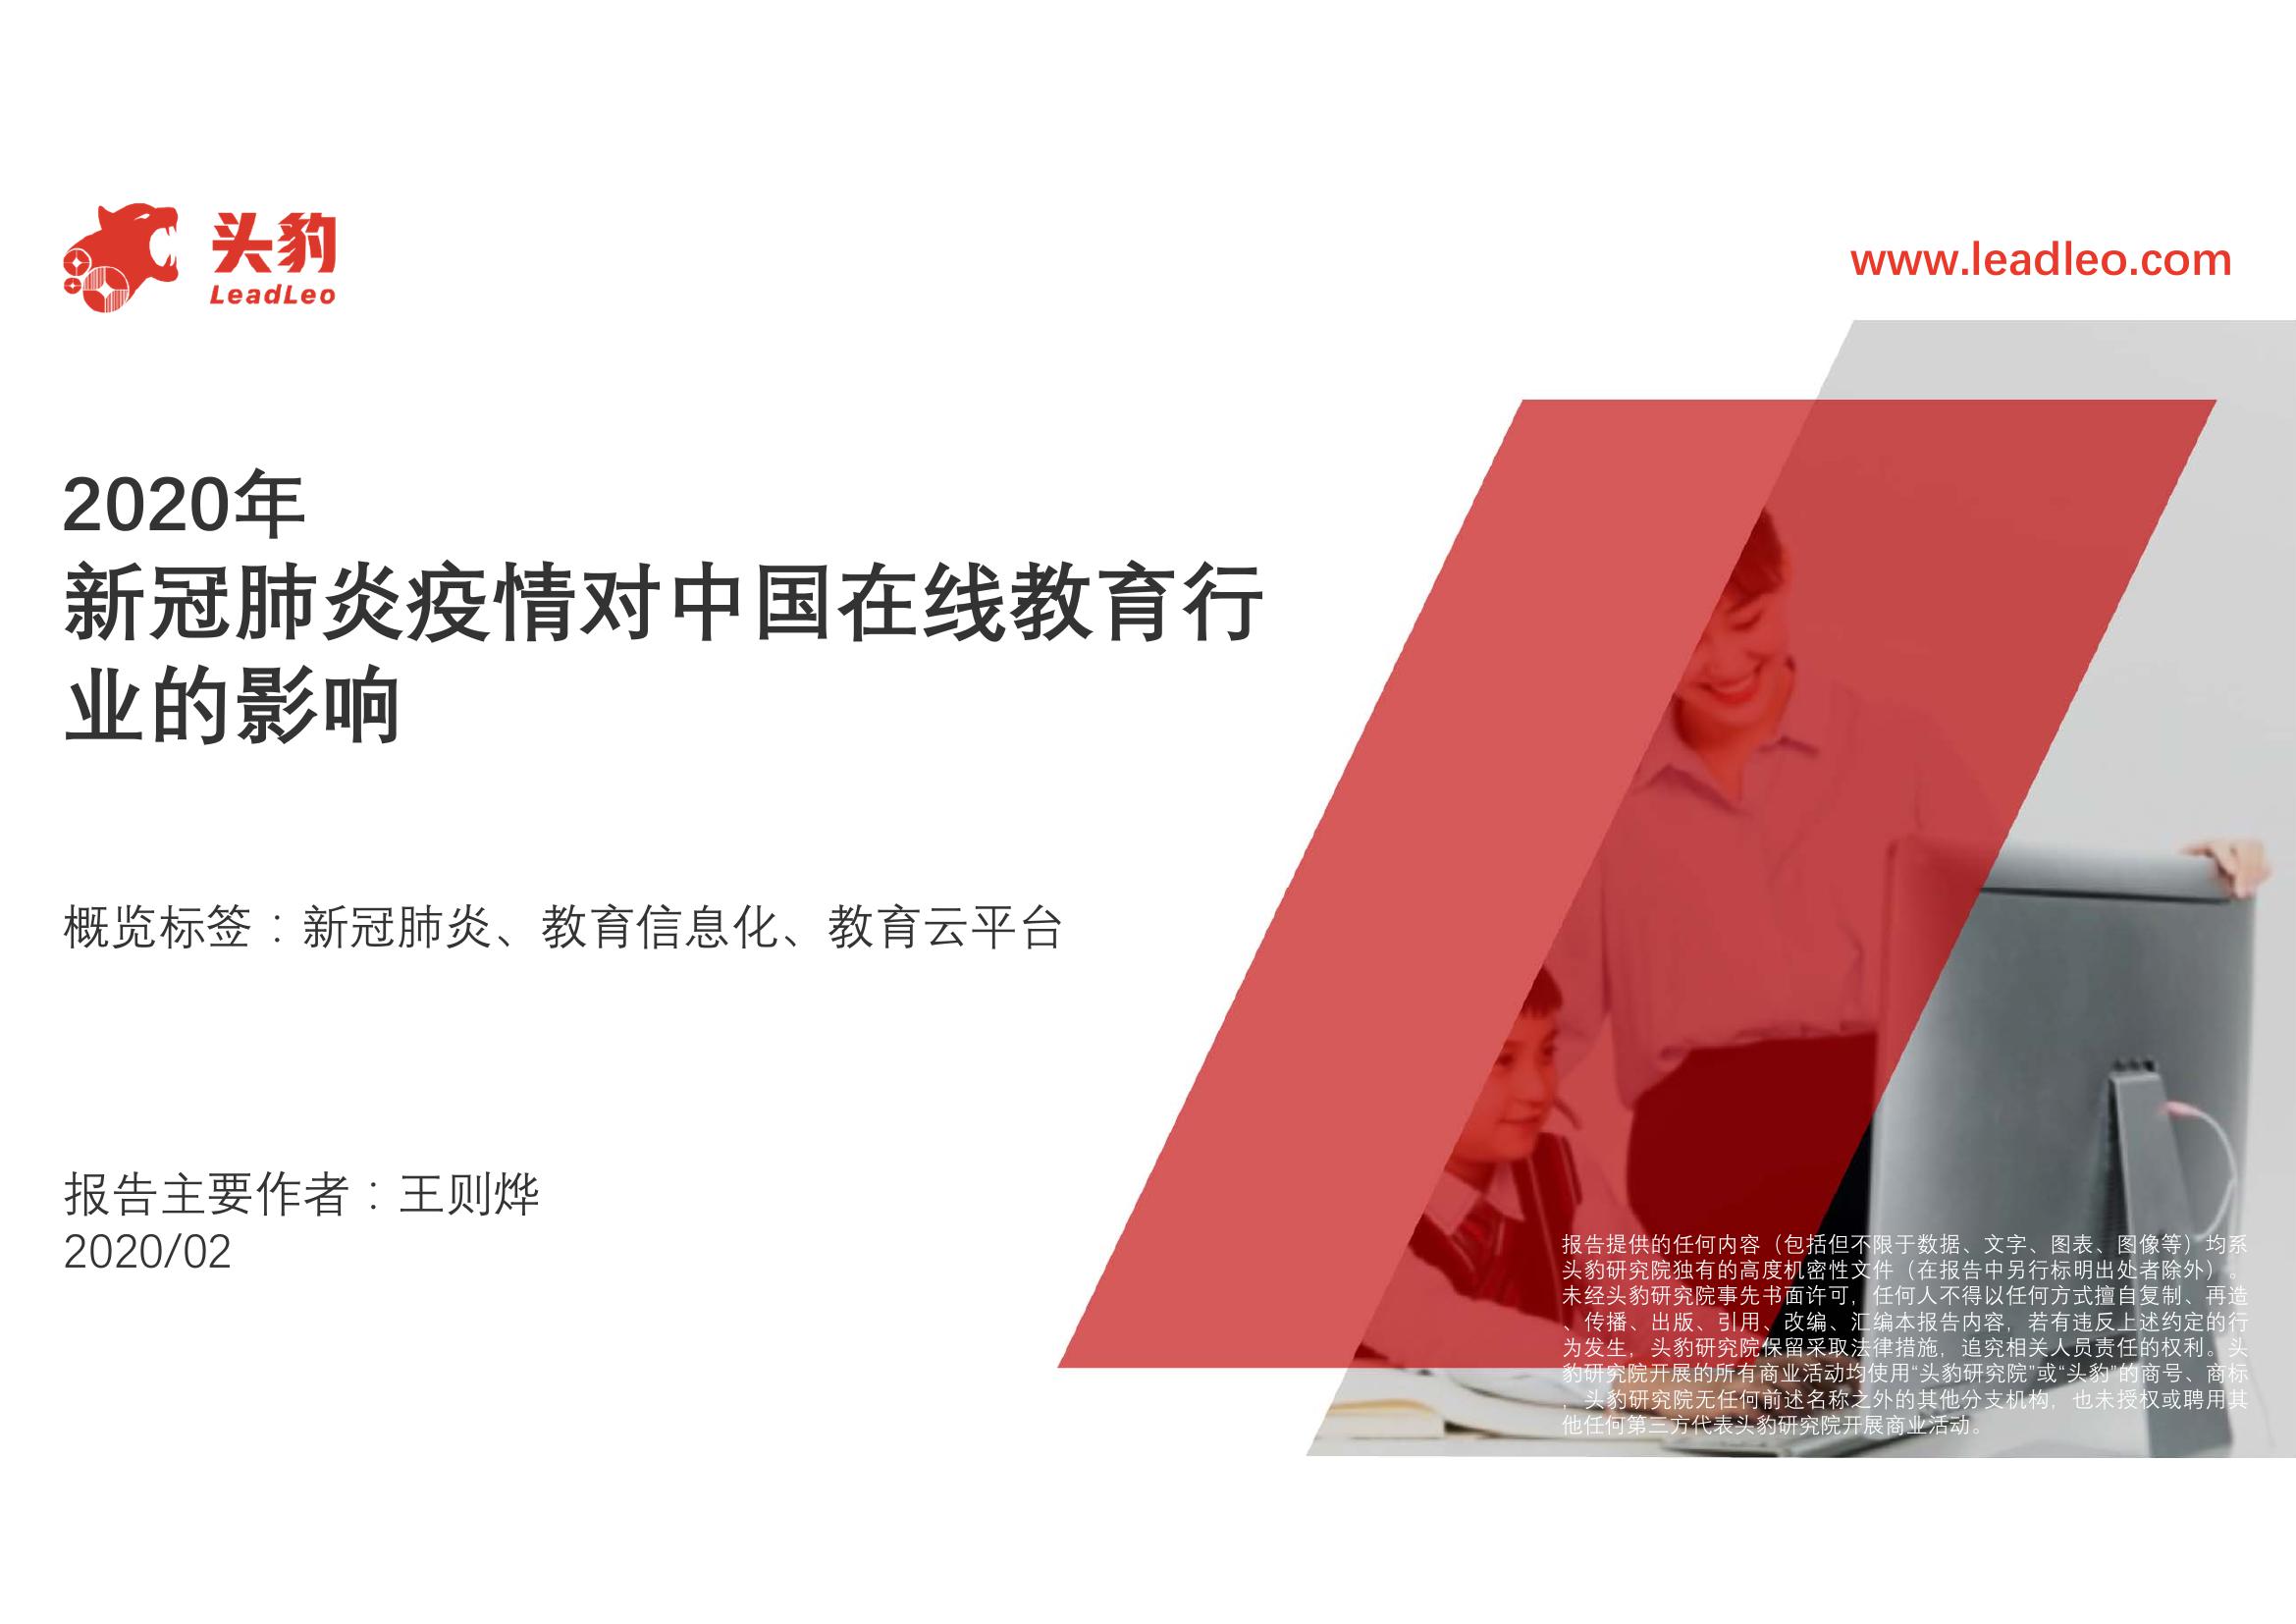 头豹
LeadLeo
www.leadleo.com
2020年
新冠肺炎疫情对中国在线教育行
业的影响
概览标签：新冠肺炎、教育信息化、教育云平台
报告主要作者：王则烨
2020/02
报告提供的任何内容（包括但不限于数据、文字、图表、图像等）均系
头豹研究院独有的高度机密性文件（在报告中另行标明出处者除外）。
未经头豹研究院事先书面许可，任何人不得以任何方式擅自复制、再造
、传播、出版、引用、改编、汇编本报告内容，若有违反上述约定的行
为发生，头豹研究院保留采取法律措施，追究相关人员责任的权利。头
豹研究院开展的所有商业活动均使用“头豹研究院”或“头豹”的商号、商标
，头豹研究院无任何前述名称之外的其他分支机构，也未授权或聘用其
他任何第三方代表头豹研究院开展商业活动。